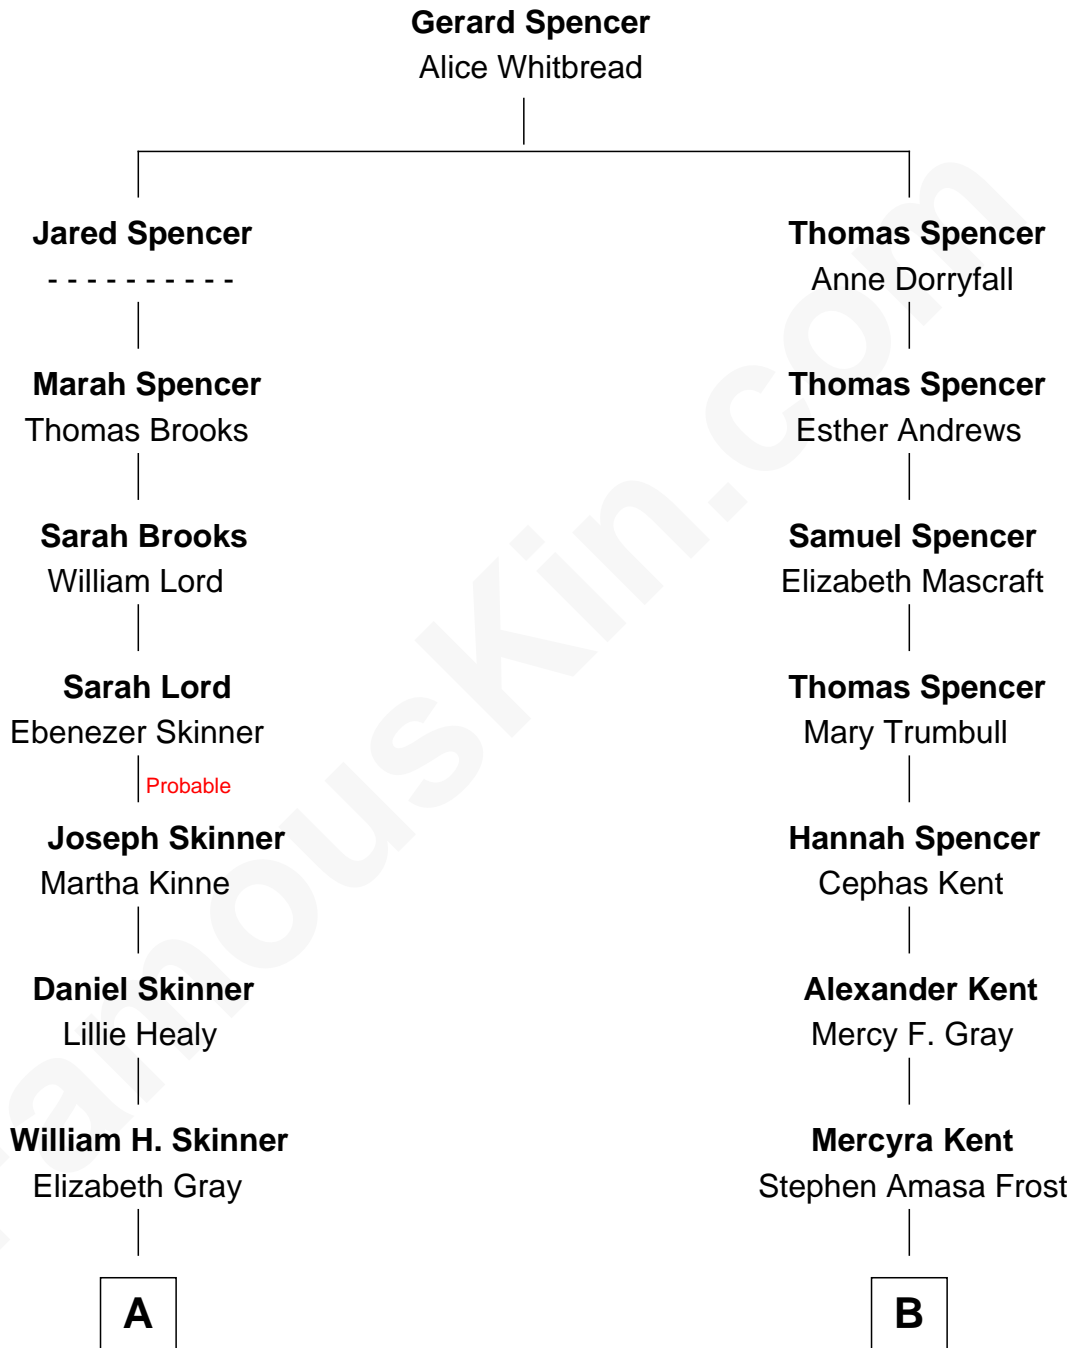 Gerard Spencer
Alice Whitbread
Jared Spencer
- - - - - - - - - -
Marah Spencer
Thomas Brooks
Sarah Brooks
William Lord
Sarah Lord
Ebenezer Skinner
Probable
Joseph Skinner
Martha Kinne
Daniel Skinner
Lillie Healy
William H. Skinner
Elizabeth Gray
A
Thomas Spencer
Anne Dorryfall
Thomas Spencer
Esther Andrews
Samuel Spencer
Elizabeth Mascraft
Thomas Spencer
Mary Trumbull
Hannah Spencer
Cephas Kent
Alexander Kent
Mercy F. Gray
Mercyra Kent
Stephen Amasa Frost
B
FamousKin.com